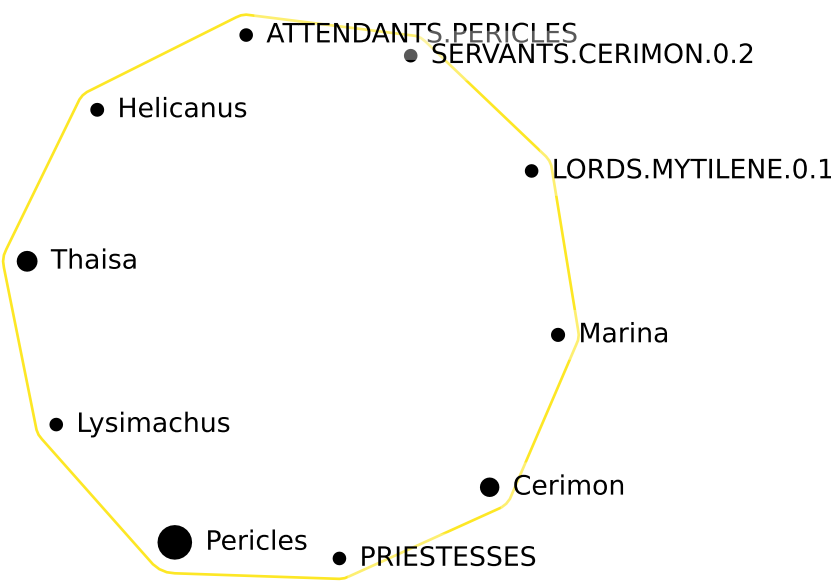 ATTENDANTS.PERICLES
SERVANTS.CERIMON.0.2
Helicanus
LORDS.MYTILENE.0.1
Thaisa
Marina
Lysimachus
Cerimon
Pericles
PRIESTESSES